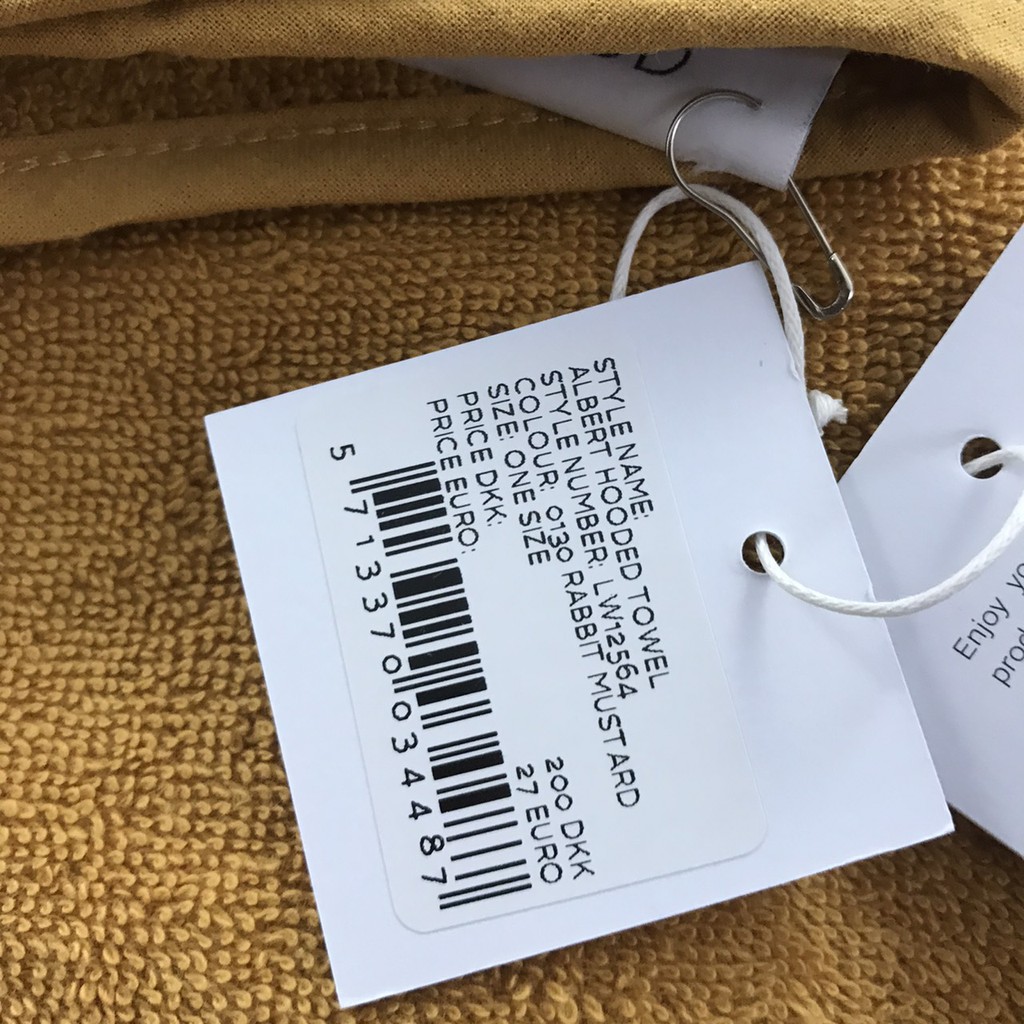 STYLE NAME:
ALBERT HOODED TOWEL
STYLE NUMBER: LW12564
COLOUR: 0130 RABBIT MUSTARD
SIZE: ONE SIZE
PRICE DKK: 200 DKK
PRICE EURO: 27 EURO
5 713370 034487
Enjoy